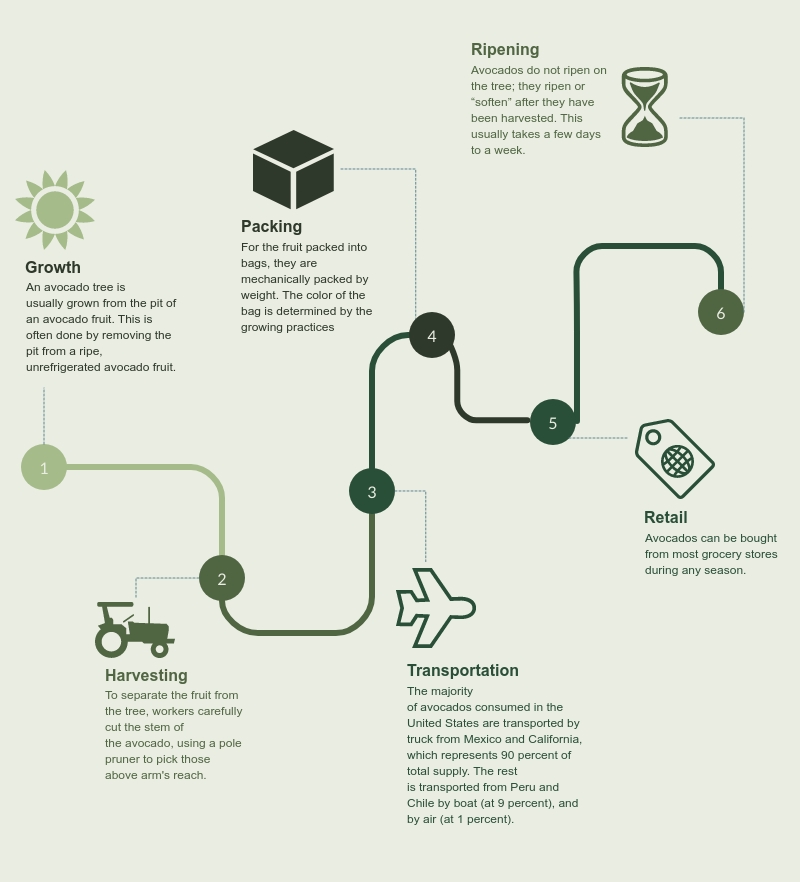 Growth
An avocado tree is
usually grown from the pit of
an avocado fruit. This is
often done by removing the
pit from a ripe,
unrefrigerated avocado fruit.
1
2
Harvesting
To separate the fruit from
the tree, workers carefully
cut the stem of
the avocado, using a pole
pruner to pick those
above arm's reach.
3
Transportation
The majority
of avocados consumed in the
United States are transported by
truck from Mexico and California,
which represents 90 percent of
total supply. The rest
is transported from Peru and
Chile by boat (at 9 percent), and
by air (at 1 percent).
Packing
For the fruit packed into
bags, they are
mechanically packed by
weight. The color of the
bag is determined by the
growing practices
4
5
Retail
Avocados can be bought
from most grocery stores
during any season.
Ripening
Avocados do not ripen on
the tree; they ripen or
“soften” after they have
been harvested. This
usually takes a few days
to a week.
6